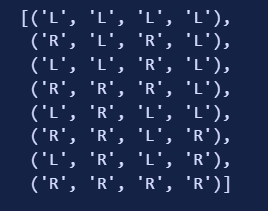 [('L', 'L', 'L', 'L'),
('R', 'L', 'R', 'L'),
('L', 'L', 'R', 'L'),
('R', 'R', 'R', 'L'),
('L', 'R', 'L', 'L'),
('R', 'R', 'L', 'R'),
('L', 'R', 'L', 'R'),
('R', 'R', 'R', 'R')]